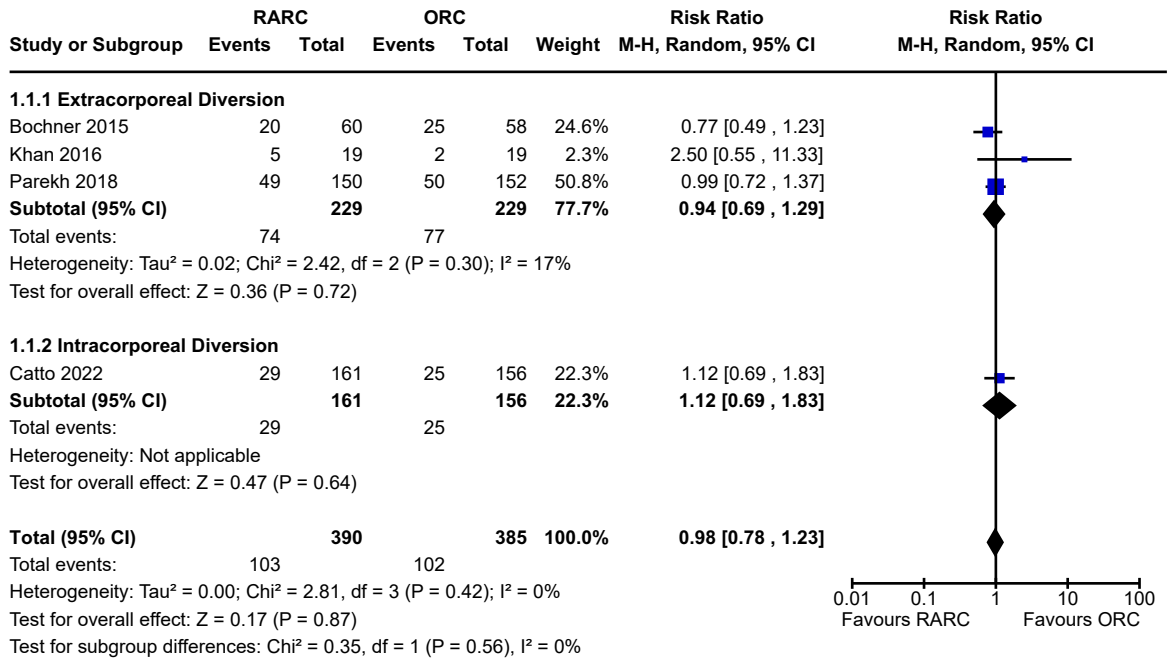 RARC ORC Risk Ratio Risk Ratio
Study or Subgroup Events Total Events Total Weight M-H, Random, 95% CI M-H, Random, 95% CI
1.1.1 Extracorporeal Diversion
Bochner 2015 20 60 25 58 24.6% 0.77 [0.49 , 1.23]
Khan 2016 5 19 2 19 2.3% 2.50 [0.55 , 11.33]
Parekh 2018 49 150 50 152 50.8% 0.99 [0.72 , 1.37]
Subtotal (95% CI) 229 229 77.7% 0.94 [0.69 , 1.29]
Total events: 74 77
Heterogeneity: Tau² = 0.02; Chi² = 2.42, df = 2 (P = 0.30); I² = 17%
Test for overall effect: Z = 0.36 (P = 0.72)
1.1.2 Intracorporeal Diversion
Catto 2022 29 161 25 156 22.3% 1.12 [0.69 , 1.83]
Subtotal (95% CI) 161 156 22.3% 1.12 [0.69 , 1.83]
Total events: 29 25
Heterogeneity: Not applicable
Test for overall effect: Z = 0.47 (P = 0.64)
Total (95% CI) 390 385 100.0% 0.98 [0.78 , 1.23]
Total events: 103 102
Heterogeneity: Tau² = 0.00; Chi² = 2.81, df = 3 (P = 0.42); I² = 0%
Test for overall effect: Z = 0.17 (P = 0.87)
Test for subgroup differences: Chi² = 0.35, df = 1 (P = 0.56), I² = 0%
0.01 0.1 1 10 100
Favours RARC Favours ORC